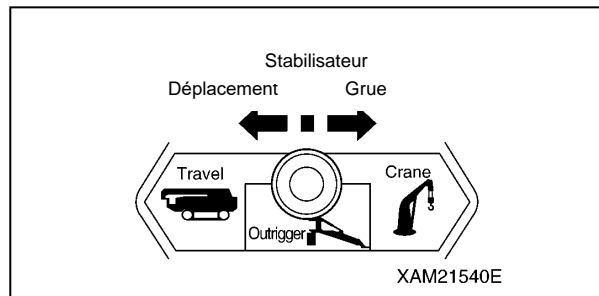 Stabilisateur
Déplacement Grue
Travel Crane
Outrigger
XAM21540E